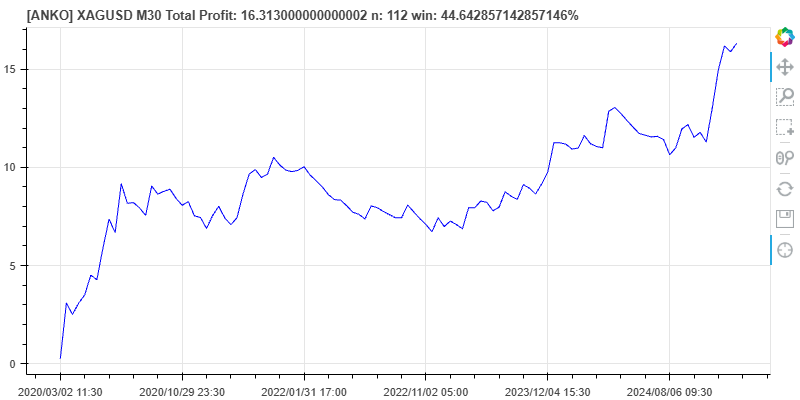 [ANKO] XAGUSD M30 Total Profit: 16.313000000000002 n: 112 win: 44.642857142857146%
15
10
5
0
2020/03/02 11:30 2020/10/29 23:30 2022/01/31 17:00 2022/11/02 05:00 2023/12/04 15:30 2024/08/06 09:30